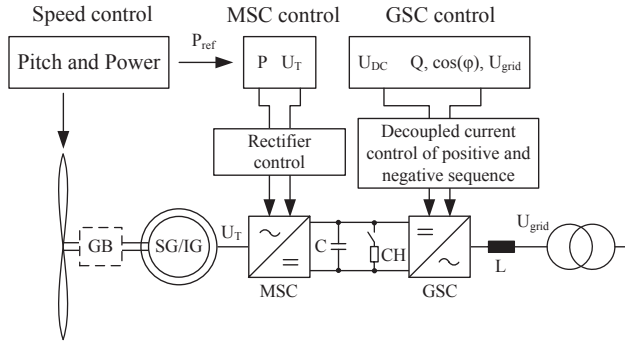 Speed control
MSC control
GSC control
Pitch and Power
P_ref
P U_T
U_DC Q, cos(φ), U_grid
Rectifier
control
Decoupled current
control of positive and
negative sequence
GB
SG/IG
U_T
C
CH
U_grid
L
MSC
GSC